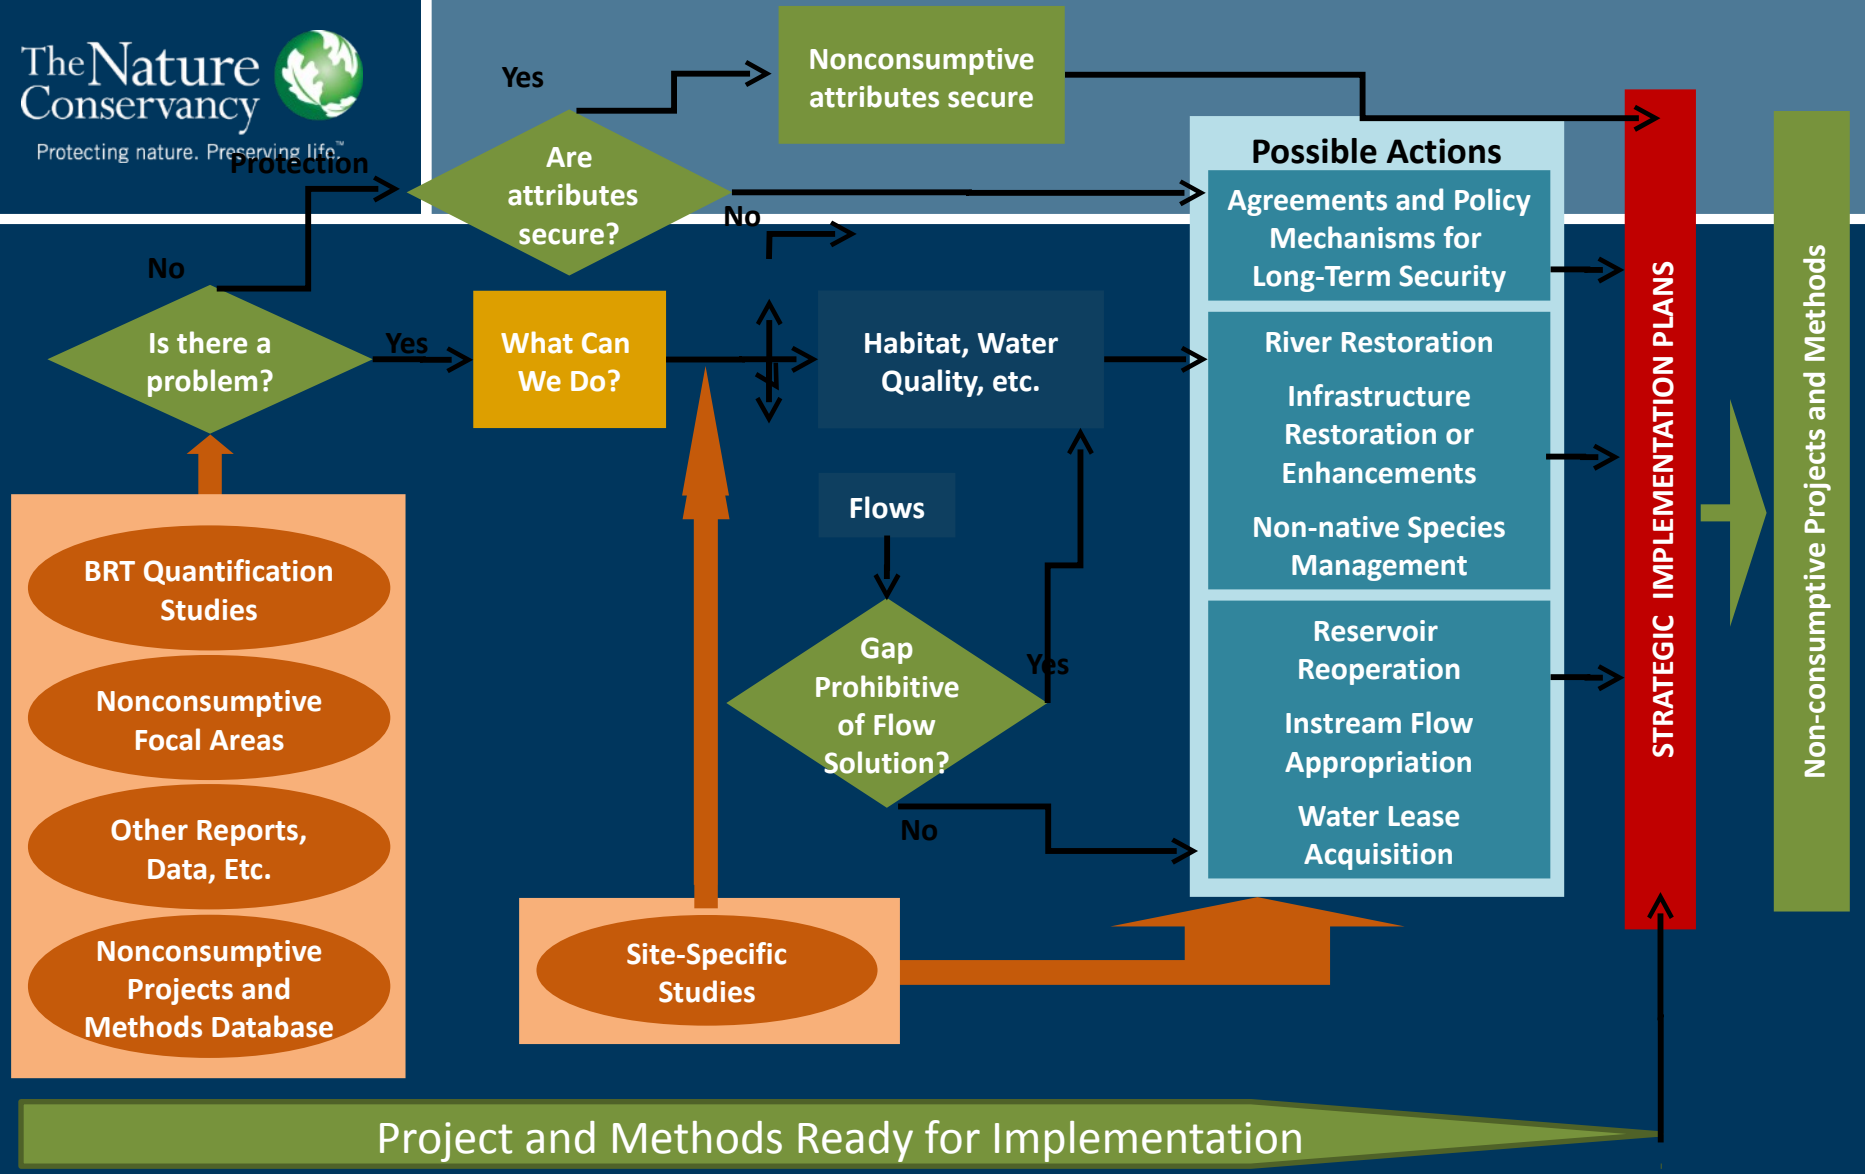 The Nature
Conservancy
Protecting nature. Preserving life.™
Protection
Yes
Nonconsumptive
attributes secure
Are
attributes
secure?
No
No
Is there a
problem?
Yes
What Can
We Do?
Habitat, Water
Quality, etc.
Flows
Gap
Prohibitive
of Flow
Solution?
Yes
No
Possible Actions
Agreements and Policy
Mechanisms for
Long-Term Security
River Restoration
Infrastructure
Restoration or
Enhancements
Non-native Species
Management
Reservoir
Reoperation
Instream Flow
Appropriation
Water Lease
Acquisition
STRATEGIC IMPLEMENTATION PLANS
Non-consumptive Projects and Methods
BRT Quantification
Studies
Nonconsumptive
Focal Areas
Other Reports,
Data, Etc.
Nonconsumptive
Projects and
Methods Database
Site-Specific
Studies
Project and Methods Ready for Implementation